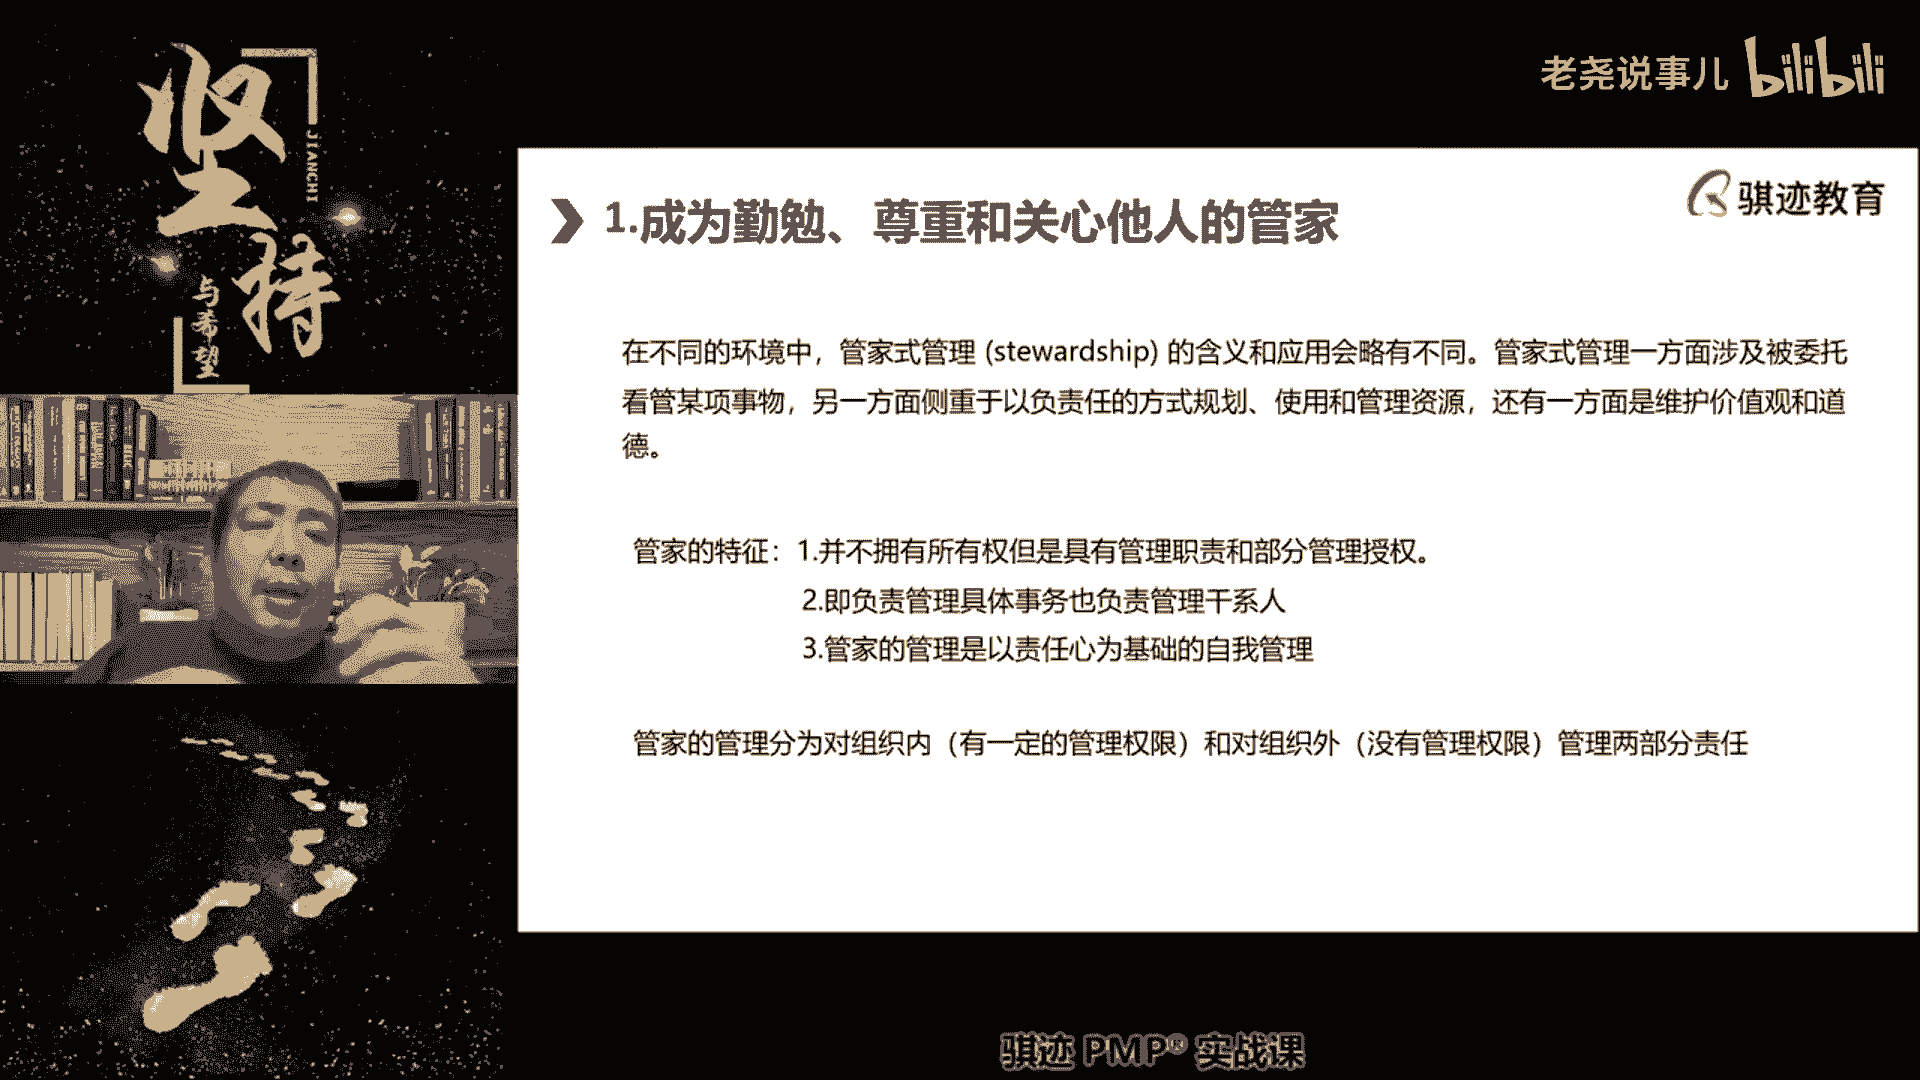 坚持
JIANCHI
与希望
老尧说事儿 bilibili
骐迹教育
1.成为勤勉、尊重和关心他人的管家
在不同的环境中，管家式管理 (stewardship) 的含义和应用会略有不同。管家式管理一方面涉及被委托
看管某项事物，另一方面侧重于以负责任的方式规划、使用和管理资源，还有一方面是维护价值观和道
德。
管家的特征：1.并不拥有所有权但是具有管理职责和部分管理授权。
2.即负责管理具体事务也负责管理干系人
3.管家的管理是以责任心为基础的自我管理
管家的管理分为对组织内（有一定的管理权限）和对组织外（没有管理权限）管理两部分责任
骐迹 PMP® 实战课